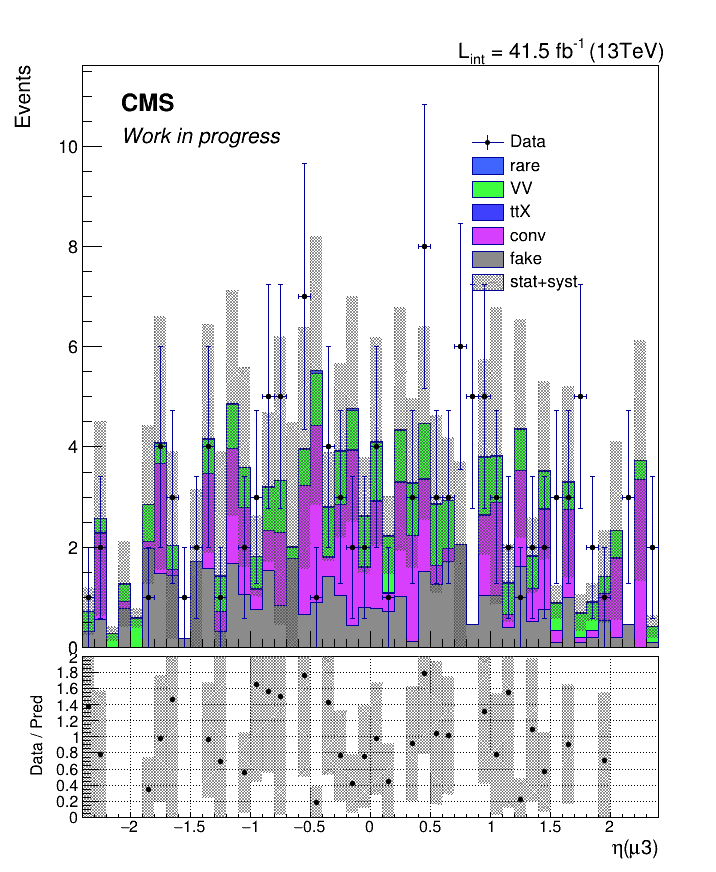 L_int = 41.5 fb^-1 (13TeV)
Events
CMS
Work in progress
Data
rare
VV
ttX
conv
fake
stat+syst
10
8
6
4
2
0
Data / Pred
2
1.8
1.6
1.4
1.2
1
0.8
0.6
0.4
0.2
0
−2 −1.5 −1 −0.5 0 0.5 1 1.5 2
η(μ3)